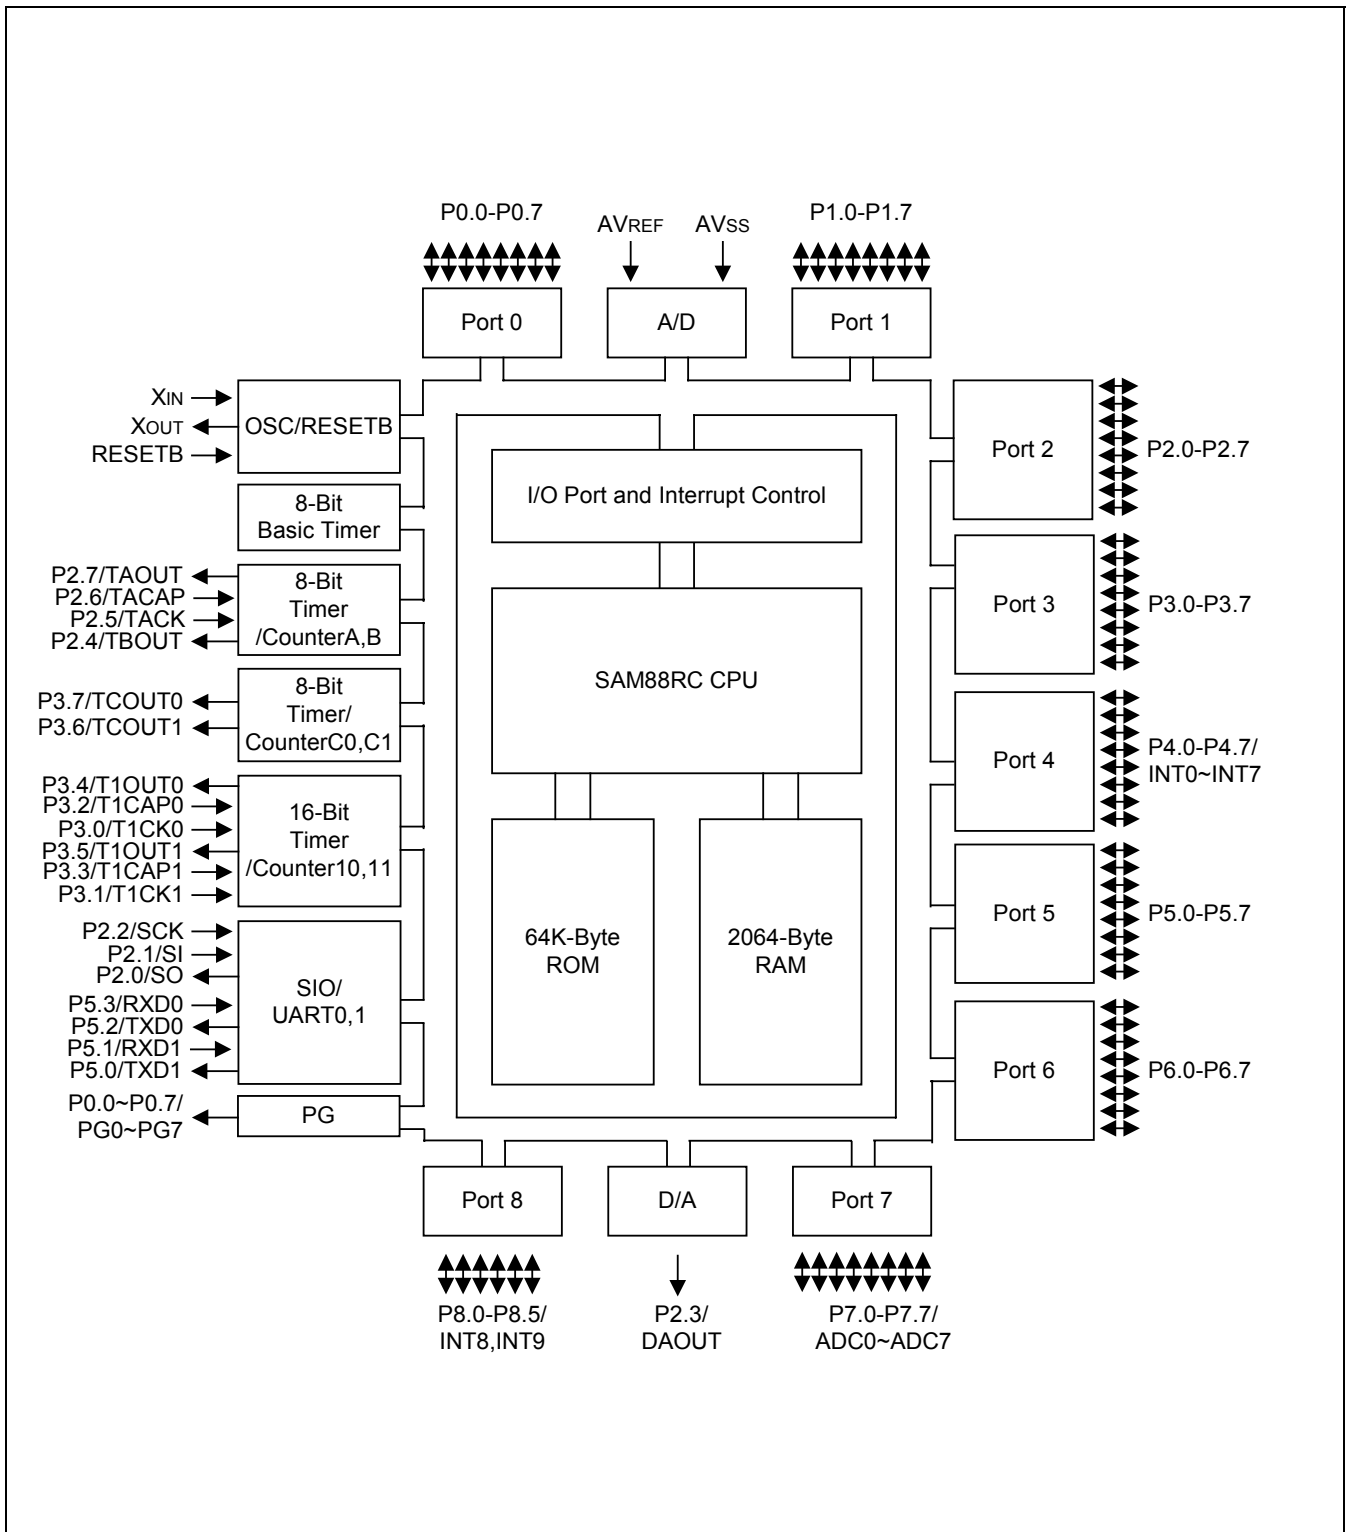 P0.0-P0.7
AVREF
AVSS
P1.0-P1.7
Port 0
A/D
Port 1
XIN
XOUT
RESETB
OSC/RESETB
Port 2
P2.0-P2.7
8-Bit
Basic Timer
I/O Port and Interrupt Control
P2.7/TAOUT
P2.6/TACAP
P2.5/TACK
P2.4/TBOUT
8-Bit
Timer
/CounterA,B
Port 3
P3.0-P3.7
SAM88RC CPU
P3.7/TCOUT0
P3.6/TCOUT1
8-Bit
Timer/
CounterC0,C1
Port 4
P4.0-P4.7/
INT0~INT7
P3.4/T1OUT0
P3.2/T1CAP0
P3.0/T1CK0
P3.5/T1OUT1
P3.3/T1CAP1
P3.1/T1CK1
16-Bit
Timer
/Counter10,11
Port 5
P5.0-P5.7
64K-Byte
ROM
2064-Byte
RAM
P2.2/SCK
P2.1/SI
P2.0/SO
P5.3/RXD0
P5.2/TXD0
P5.1/RXD1
P5.0/TXD1
SIO/
UART0,1
Port 6
P6.0-P6.7
P0.0~P0.7/
PG0~PG7
PG
Port 8
D/A
Port 7
P8.0-P8.5/
INT8,INT9
P2.3/
DAOUT
P7.0-P7.7/
ADC0~ADC7